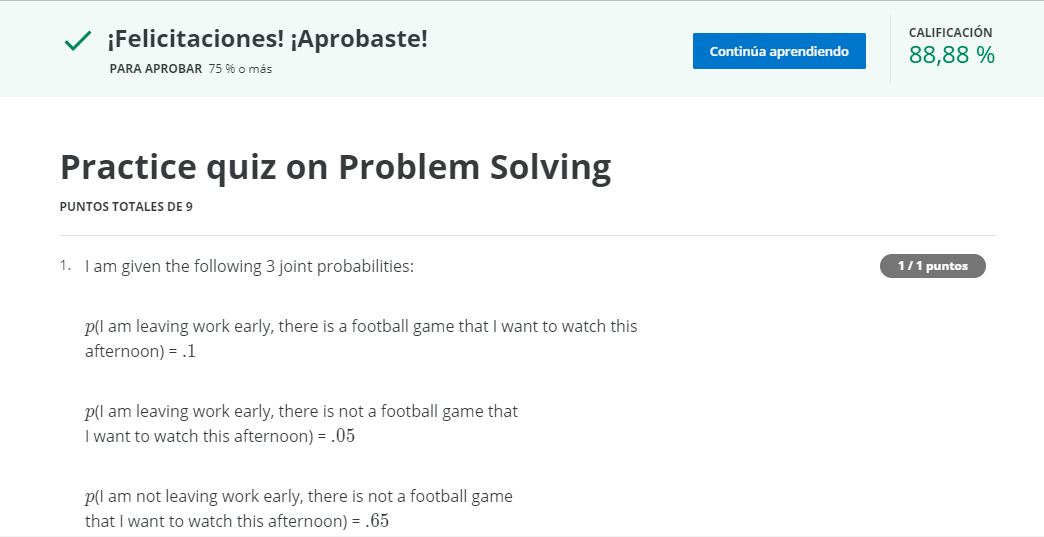 ¡Felicitaciones! ¡Aprobaste!
PARA APROBAR 75 % o más
Continúa aprendiendo
CALIFICACIÓN
88,88 %
Practice quiz on Problem Solving
PUNTOS TOTALES DE 9
1. I am given the following 3 joint probabilities:
1 / 1 puntos
p(I am leaving work early, there is a football game that I want to watch this
afternoon) = .1
p(I am leaving work early, there is not a football game that
I want to watch this afternoon) = .05
p(I am not leaving work early, there is not a football game
that I want to watch this afternoon) = .65